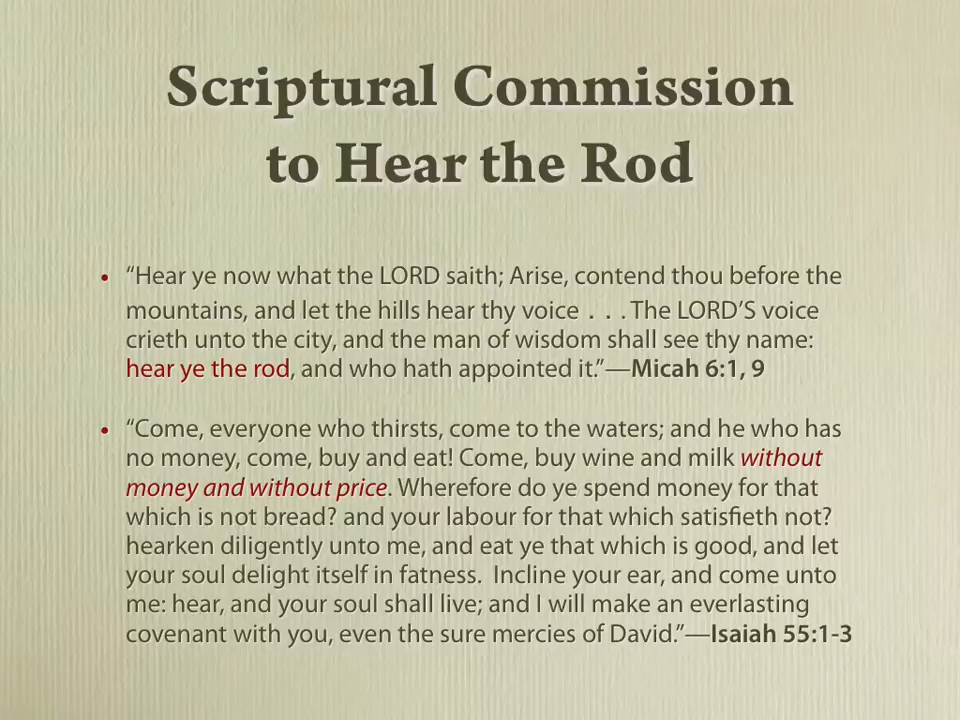 Scriptural Commission
to Hear the Rod
• “Hear ye now what the LORD saith; Arise, contend thou before the
mountains, and let the hills hear thy voice . . . The LORD’S voice
crieth unto the city, and the man of wisdom shall see thy name:
hear ye the rod, and who hath appointed it.”—Micah 6:1, 9
• “Come, everyone who thirsts, come to the waters; and he who has
no money, come, buy and eat! Come, buy wine and milk without
money and without price. Wherefore do ye spend money for that
which is not bread? and your labour for that which satisfieth not?
hearken diligently unto me, and eat ye that which is good, and let
your soul delight itself in fatness.  Incline your ear, and come unto
me: hear, and your soul shall live; and I will make an everlasting
covenant with you, even the sure mercies of David.”—Isaiah 55:1-3